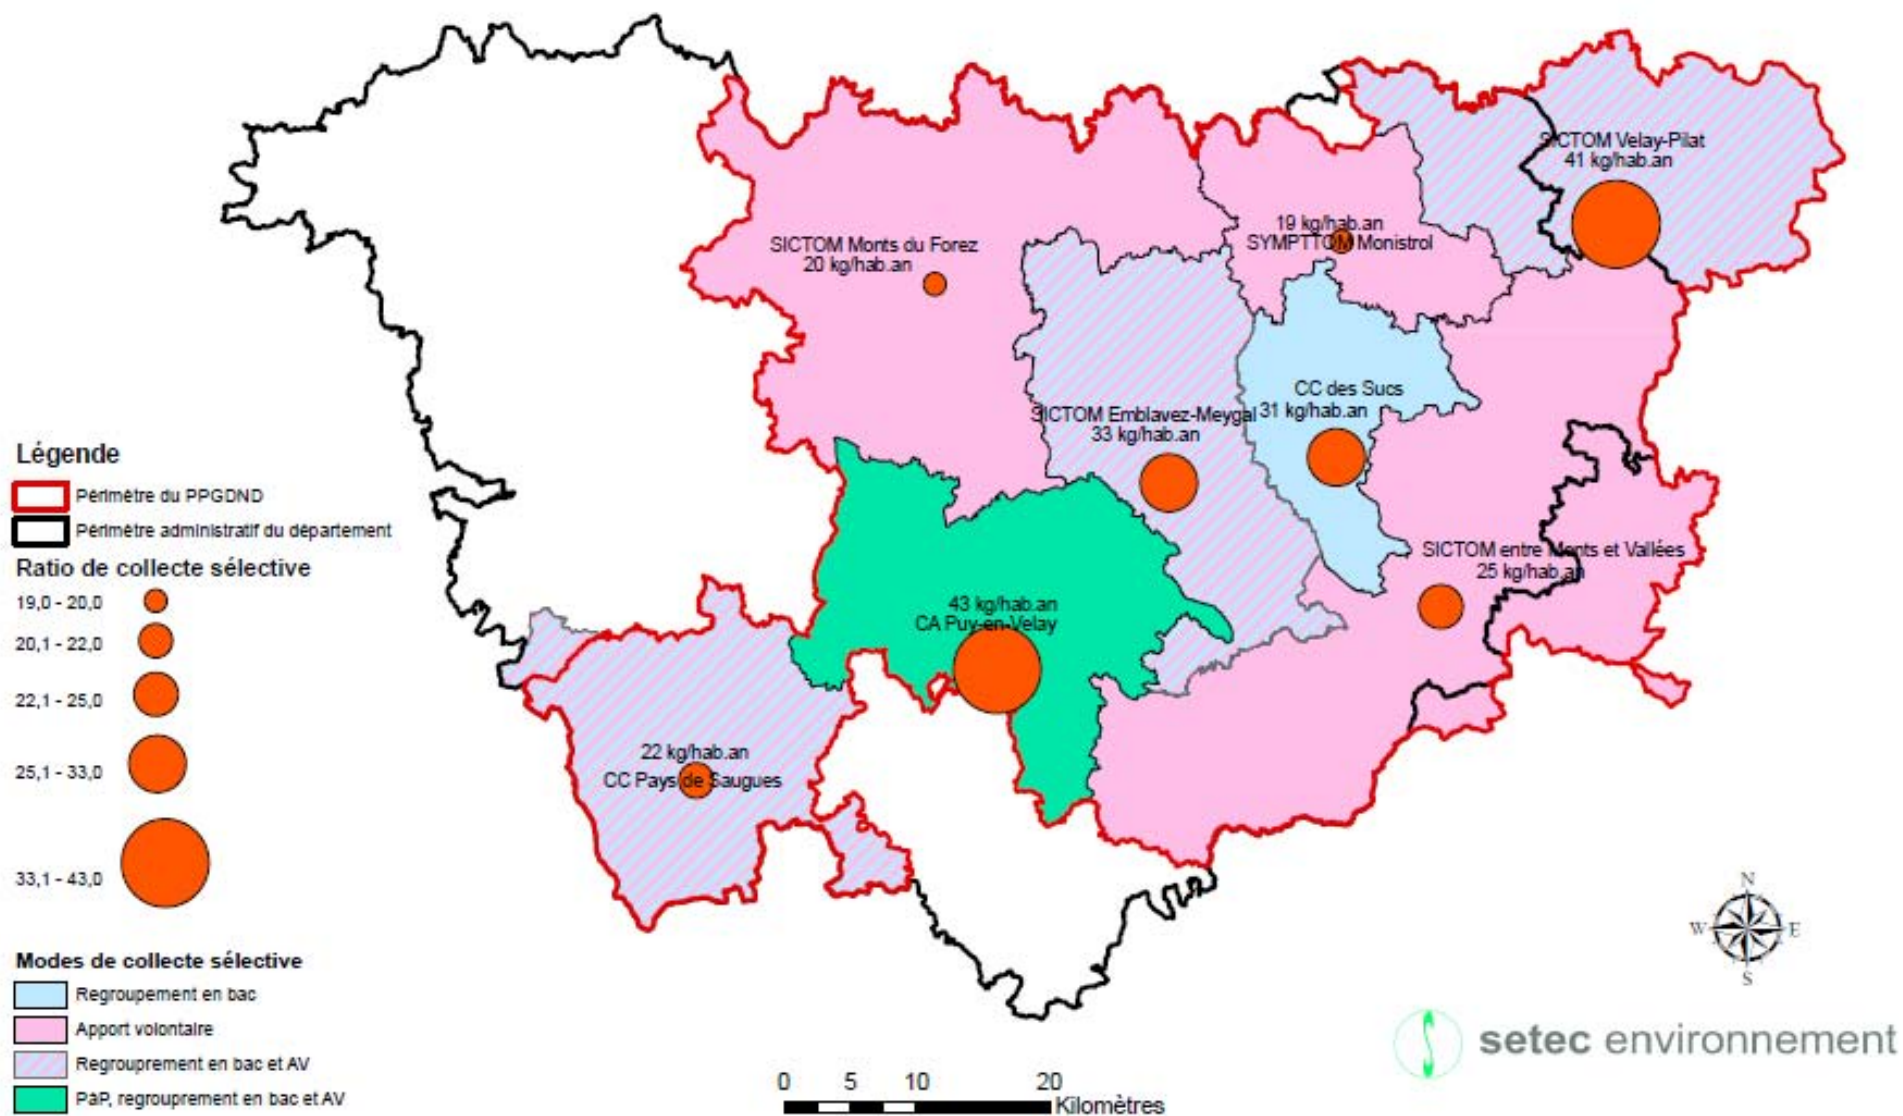 SICTOM Velay-Pilat
41 kg/hab.an
19 kg/hab.an
SYMPTTOM Monistrol
SICTOM Monts du Forez
20 kg/hab.an
CC des Sucs
31 kg/hab.an
SICTOM Emblavez-Meygal
33 kg/hab.an
SICTOM entre Monts et Vallées
25 kg/hab.an
43 kg/hab.an
CA Puy-en-Velay
22 kg/hab.an
CC Pays de Saugues
Légende
Périmètre du PPGDND
Périmètre administratif du département
Ratio de collecte sélective
19,0 - 20,0
20,1 - 22,0
22,1 - 25,0
25,1 - 33,0
33,1 - 43,0
Modes de collecte sélective
Regroupement en bac
Apport volontaire
Regrouprement en bac et AV
PàP, regrouprement en bac et AV
0 5 10 20
Kilomètres
N
W E
S
setec environnement